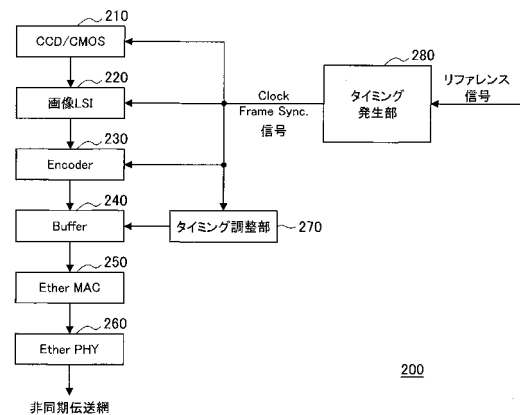 210
CCD/CMOS
220
画像LSI
230
Encoder
240
Buffer
250
Ether MAC
260
Ether PHY
非同期伝送網
Clock
Frame Sync.
信号
280
タイミング
発生部
リファレンス
信号
タイミング調整部
270
200